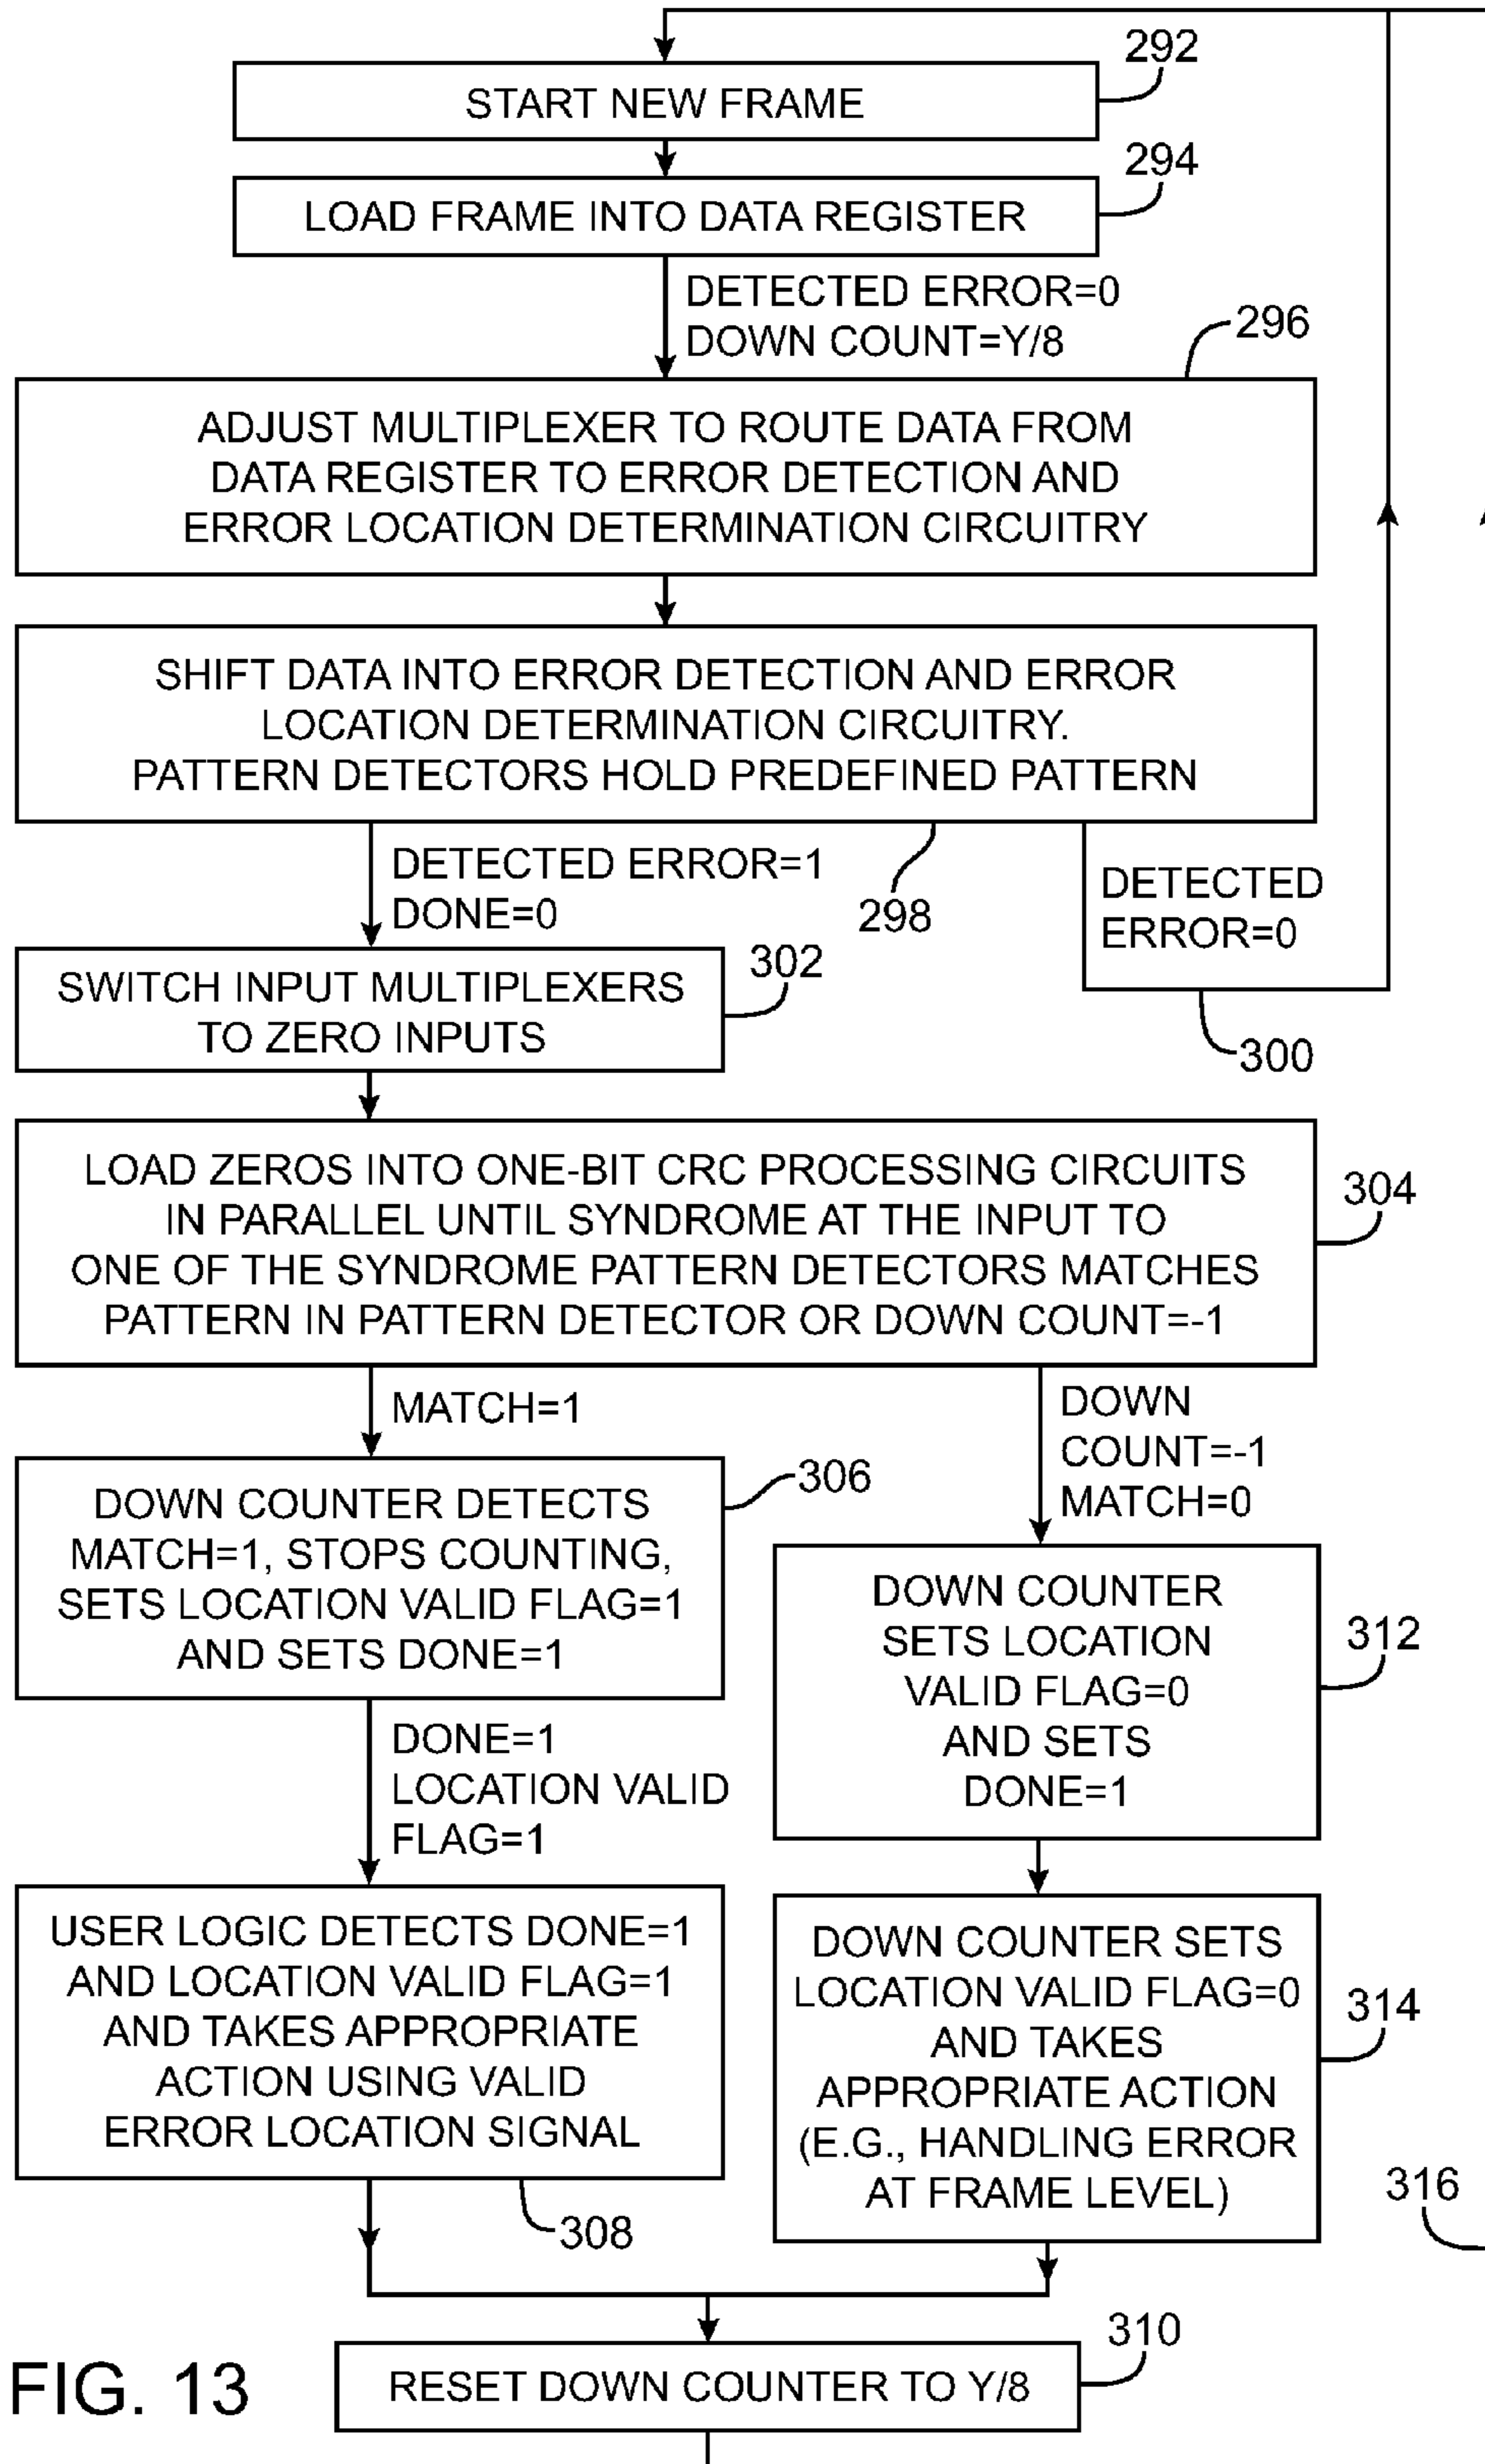 292
START NEW FRAME
294
LOAD FRAME INTO DATA REGISTER
DETECTED ERROR=0
DOWN COUNT=Y/8
296
ADJUST MULTIPLEXER TO ROUTE DATA FROM
DATA REGISTER TO ERROR DETECTION AND
ERROR LOCATION DETERMINATION CIRCUITRY
SHIFT DATA INTO ERROR DETECTION AND ERROR
LOCATION DETERMINATION CIRCUITRY.
PATTERN DETECTORS HOLD PREDEFINED PATTERN
DETECTED ERROR=1
DONE=0
298
DETECTED
ERROR=0
300
302
SWITCH INPUT MULTIPLEXERS
TO ZERO INPUTS
LOAD ZEROS INTO ONE-BIT CRC PROCESSING CIRCUITS
IN PARALLEL UNTIL SYNDROME AT THE INPUT TO
ONE OF THE SYNDROME PATTERN DETECTORS MATCHES
PATTERN IN PATTERN DETECTOR OR DOWN COUNT=-1
304
MATCH=1
DOWN
COUNT=-1
MATCH=0
306
DOWN COUNTER DETECTS
MATCH=1, STOPS COUNTING,
SETS LOCATION VALID FLAG=1
AND SETS DONE=1
DOWN COUNTER
SETS LOCATION
VALID FLAG=0
AND SETS
DONE=1
312
DONE=1
LOCATION VALID
FLAG=1
USER LOGIC DETECTS DONE=1
AND LOCATION VALID FLAG=1
AND TAKES APPROPRIATE
ACTION USING VALID
ERROR LOCATION SIGNAL
308
DOWN COUNTER SETS
LOCATION VALID FLAG=0
AND TAKES
APPROPRIATE ACTION
(E.G., HANDLING ERROR
AT FRAME LEVEL)
314
316
310
RESET DOWN COUNTER TO Y/8
FIG. 13